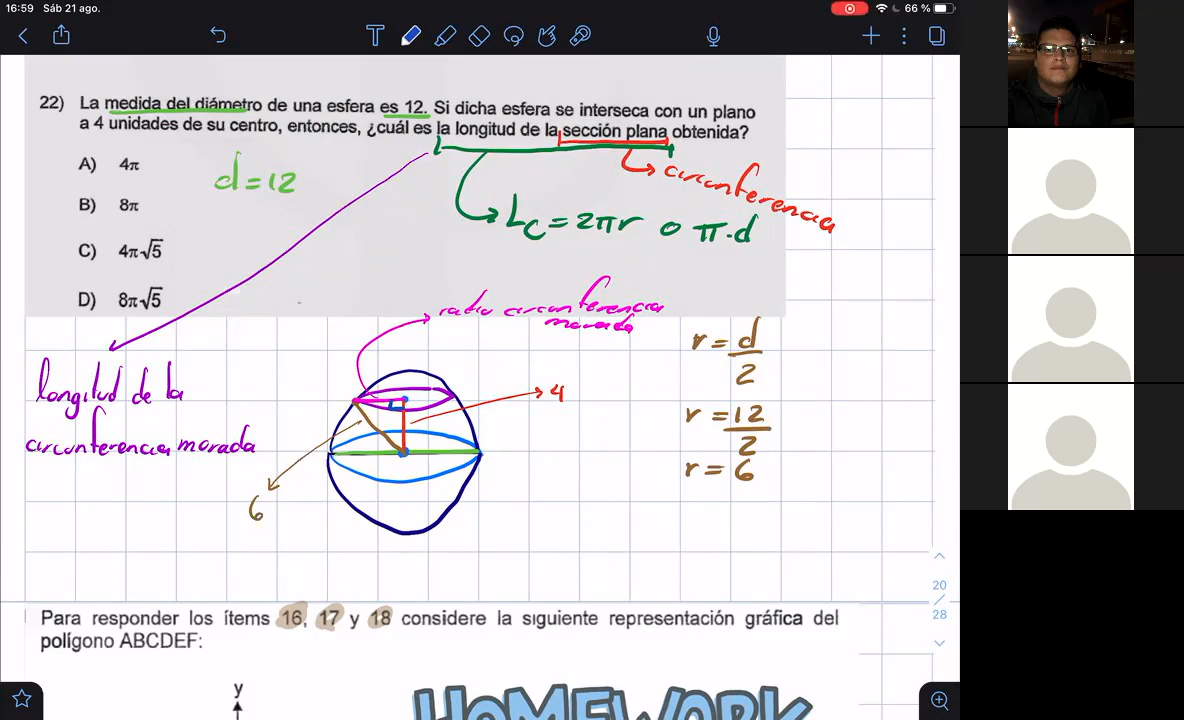 16:59 Sáb 21 ago.
66 %
22) La medida del diámetro de una esfera es 12. Si dicha esfera se interseca con un plano
a 4 unidades de su centro, entonces, ¿cuál es la longitud de la sección plana obtenida?
A) 4π
B) 8π
C) 4π√5
D) 8π√5
d=12
circunferencia
Lc = 2πr o π.d
radio circunferencia
morada
longitud de la
circunferencia morada
4
6
r = d/2
r = 12/2
r = 6
20
/
28
Para responder los ítems 16, 17 y 18 considere la siguiente representación gráfica del
polígono ABCDEF:
y
HOMEWORK